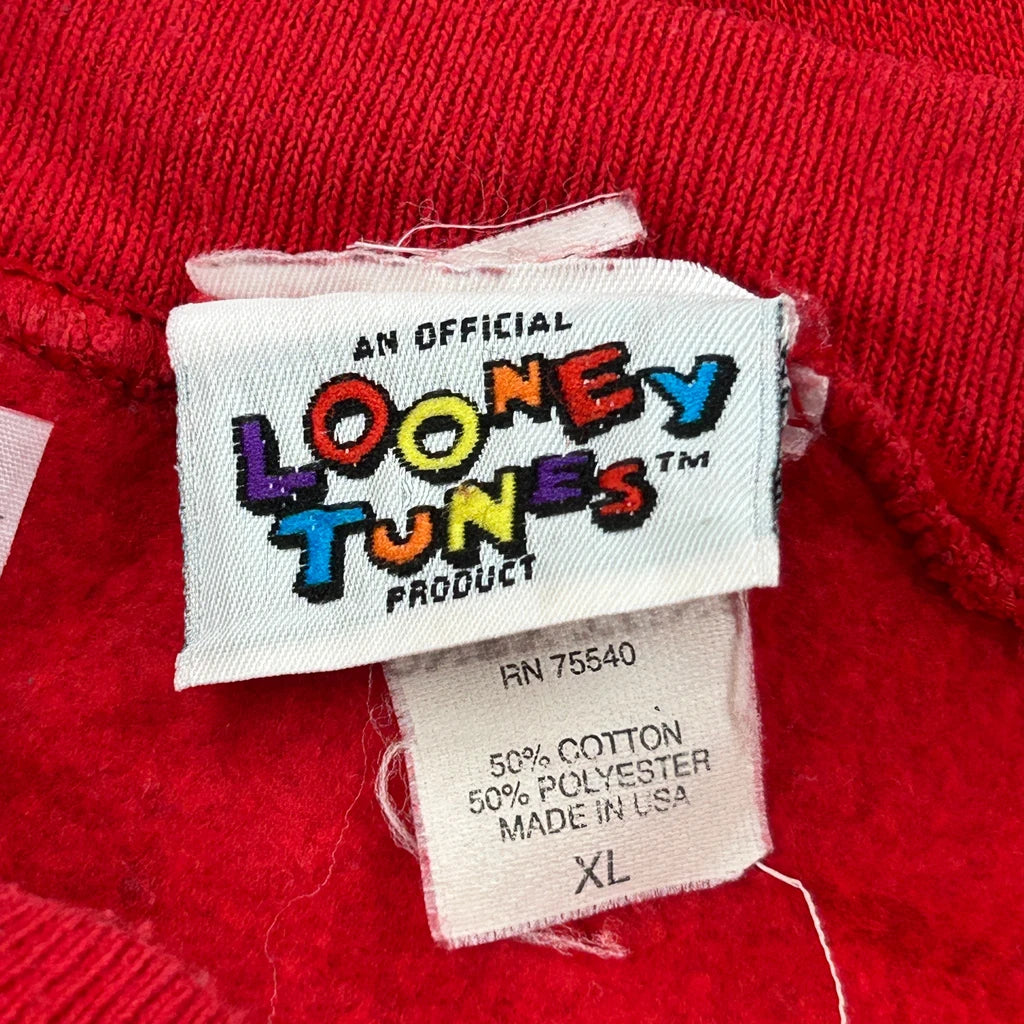 AN OFFICIAL
LOONEY
TUNES™
PRODUCT
RN 75540
50% COTTON
50% POLYESTER
MADE IN USA
XL